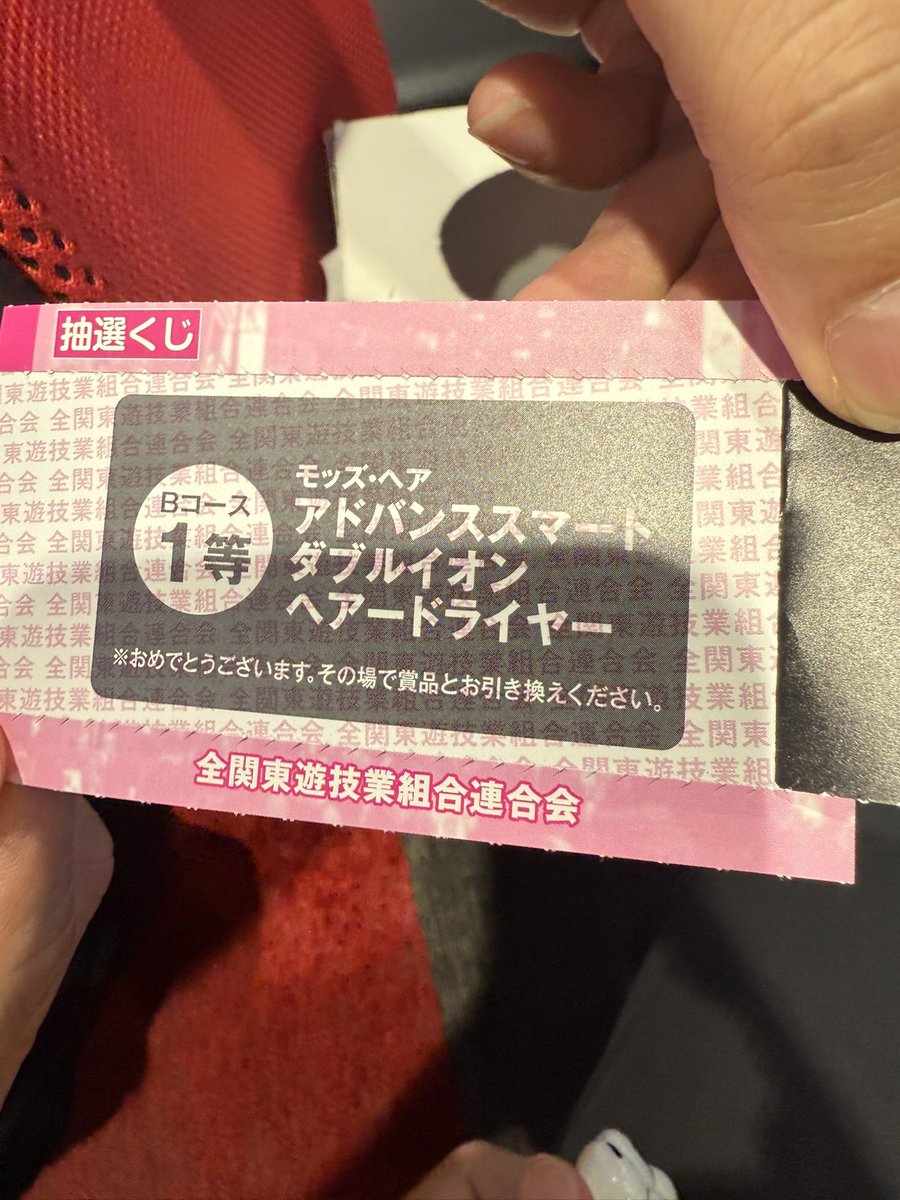 抽選くじ
Bコース
1等
モッズ・ヘア
アドバンススマート
ダブルイオン
ヘアードライヤー
※おめでとうございます。その場で賞品とお引き換えください。
全関東遊技業組合連合会